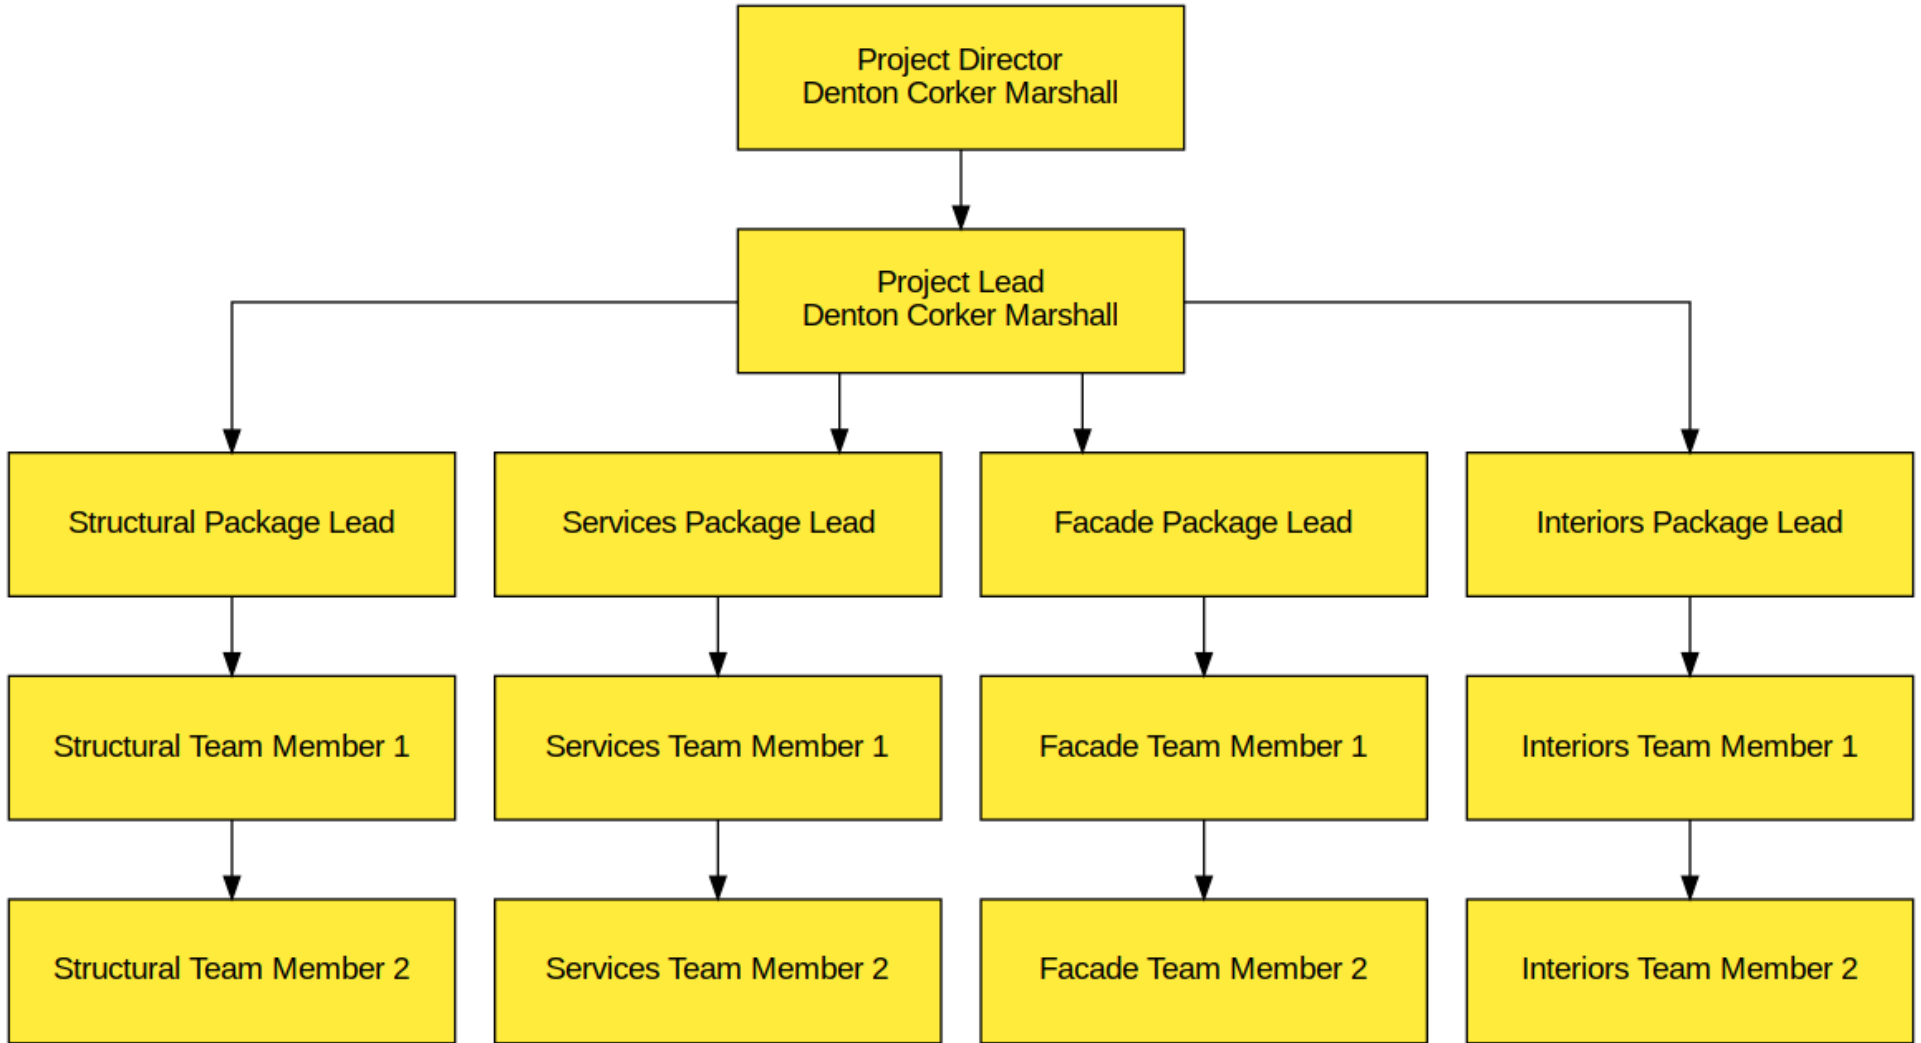 Project Director
Denton Corker Marshall
Project Lead
Denton Corker Marshall
Structural Package Lead
Services Package Lead
Facade Package Lead
Interiors Package Lead
Structural Team Member 1
Services Team Member 1
Facade Team Member 1
Interiors Team Member 1
Structural Team Member 2
Services Team Member 2
Facade Team Member 2
Interiors Team Member 2